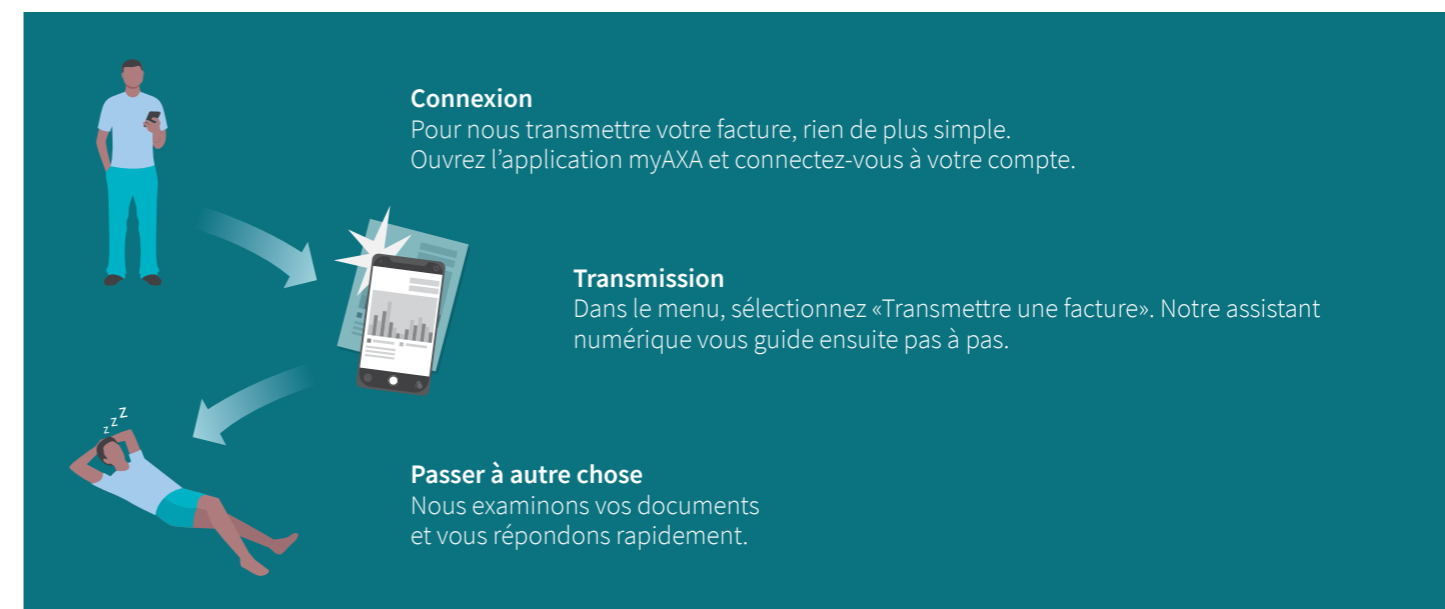 Connexion
Pour nous transmettre votre facture, rien de plus simple.
Ouvrez l’application myAXA et connectez-vous à votre compte.
Transmission
Dans le menu, sélectionnez «Transmettre une facture». Notre assistant
numérique vous guide ensuite pas à pas.
z z z
Passer à autre chose
Nous examinons vos documents
et vous répondons rapidement.